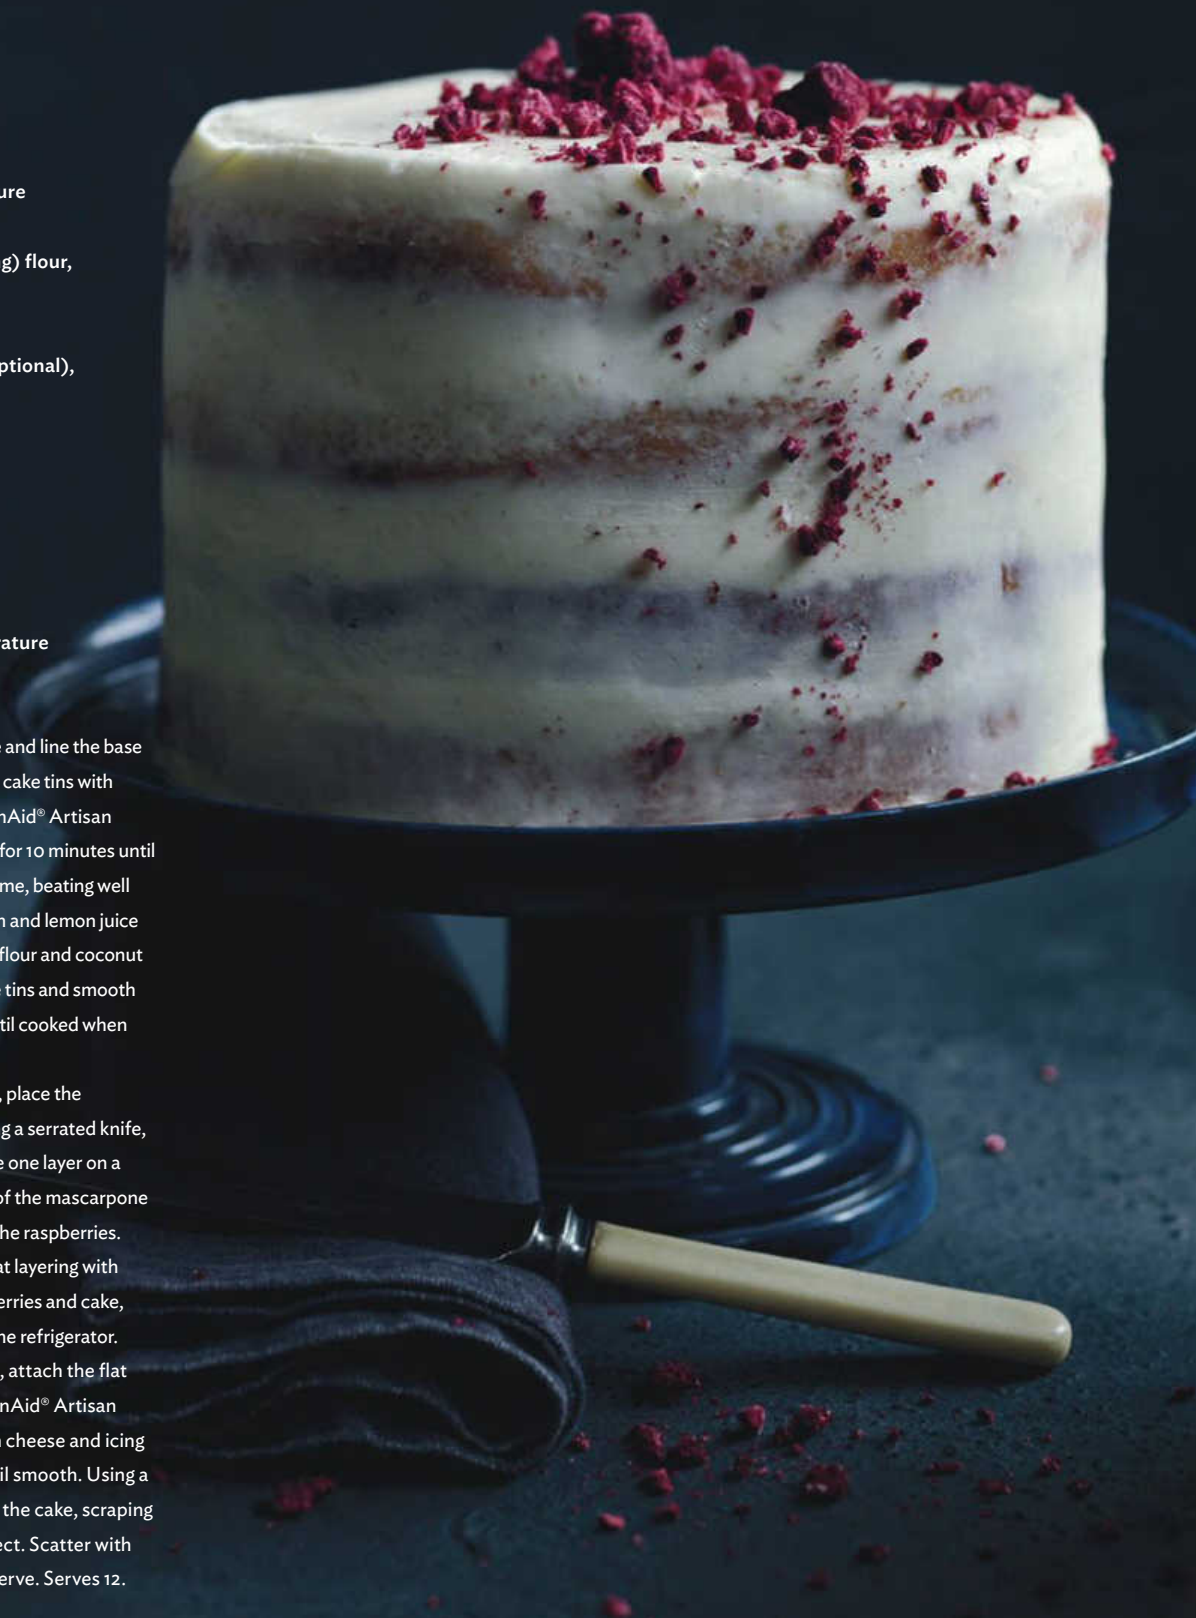 ure
g) flour,
ptional),
ature
and line the base
cake tins with
nAid® Artisan
for 10 minutes until
me, beating well
and lemon juice
flour and coconut
tins and smooth
til cooked when
, place the
g a serrated knife,
one layer on a
of the mascarpone
he raspberries.
at layering with
erries and cake,
he refrigerator.
, attach the flat
nAid® Artisan
cheese and icing
il smooth. Using a
the cake, scraping
ect. Scatter with
erve. Serves 12.